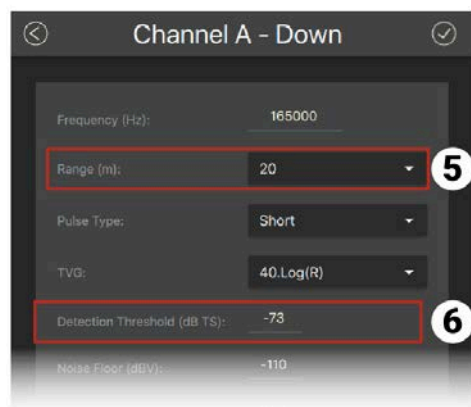 Channel A - Down
Frequency (Hz): 165000
Range (m): 20 5
Pulse Type: Short
TVG: 40.Log(R)
Detection Threshold (dB TS): -73 6
Noise Floor (dBV): -110